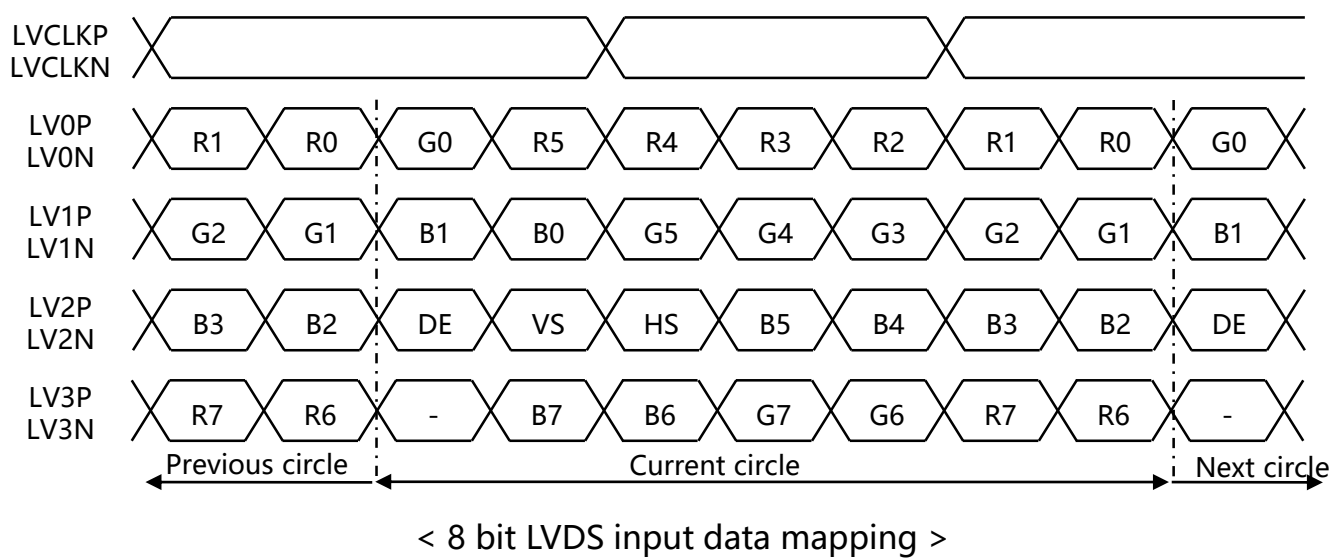 LVCLKP
LVCLKN
LV0P
LV0N
R1 R0 G0 R5 R4 R3 R2 R1 R0 G0
LV1P
LV1N
G2 G1 B1 B0 G5 G4 G3 G2 G1 B1
LV2P
LV2N
B3 B2 DE VS HS B5 B4 B3 B2 DE
LV3P
LV3N
R7 R6 - B7 B6 G7 G6 R7 R6 -
Previous circle Current circle Next circle
< 8 bit LVDS input data mapping >